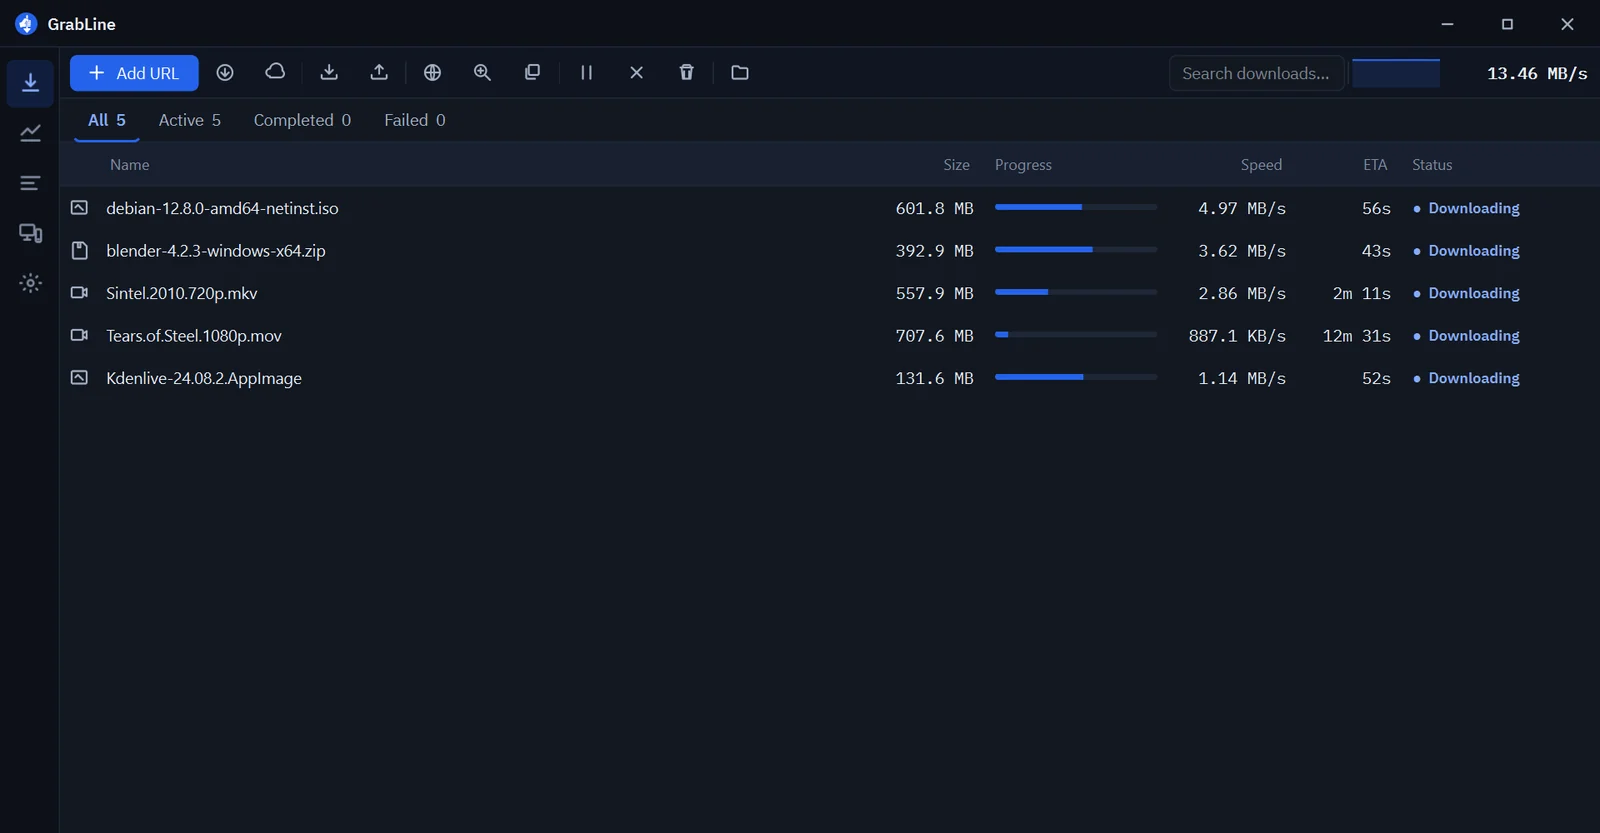 GrabLine
Add URL
Search downloads...
13.46 MB/s
All 5 Active 5 Completed 0 Failed 0
Name Size Progress Speed ETA Status
debian-12.8.0-amd64-netinst.iso 601.8 MB 4.97 MB/s 56s Downloading
blender-4.2.3-windows-x64.zip 392.9 MB 3.62 MB/s 43s Downloading
Sintel.2010.720p.mkv 557.9 MB 2.86 MB/s 2m 11s Downloading
Tears.of.Steel.1080p.mov 707.6 MB 887.1 KB/s 12m 31s Downloading
Kdenlive-24.08.2.AppImage 131.6 MB 1.14 MB/s 52s Downloading